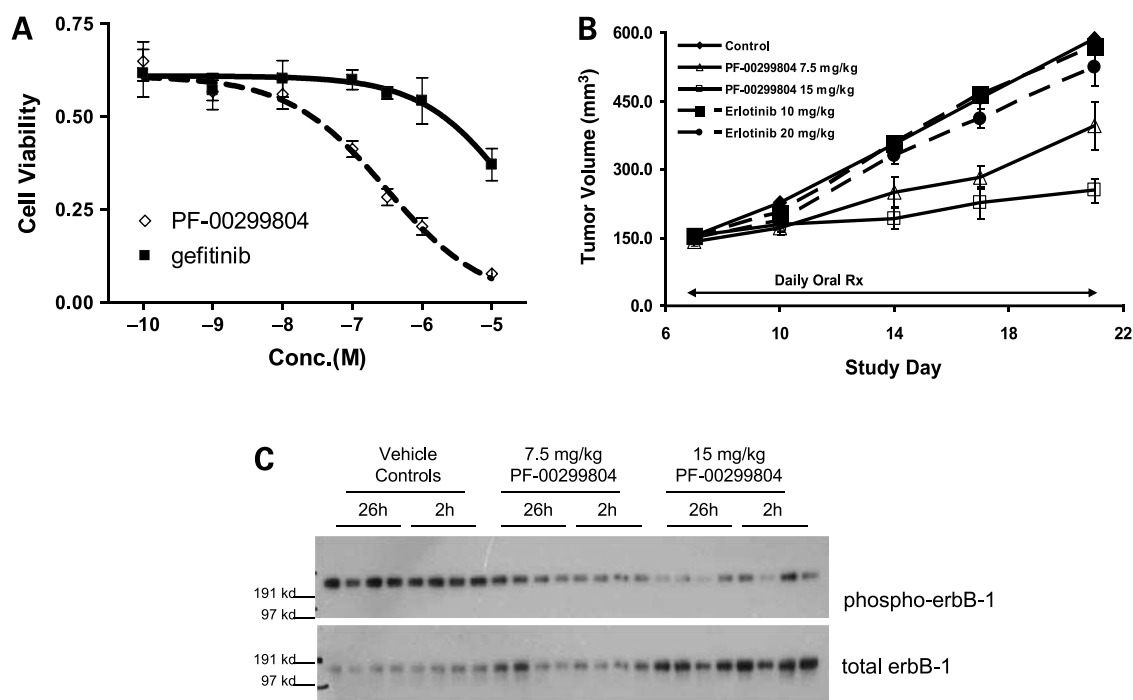 A
0.75
0.50
0.25
0.00
Cell Viability
PF-00299804
gefitinib
–10 –9 –8 –7 –6 –5
Conc.(M)
B
600.0
450.0
300.0
150.0
0.0
Tumor Volume (mm³)
Control
PF-00299804 7.5 mg/kg
PF-00299804 15 mg/kg
Erlotinib 10 mg/kg
Erlotinib 20 mg/kg
Daily Oral Rx
6 10 14 18 22
Study Day
C
Vehicle Controls
7.5 mg/kg PF-00299804
15 mg/kg PF-00299804
26h 2h 26h 2h 26h 2h
191 kd
97 kd
phospho-erbB-1
191 kd
97 kd
total erbB-1